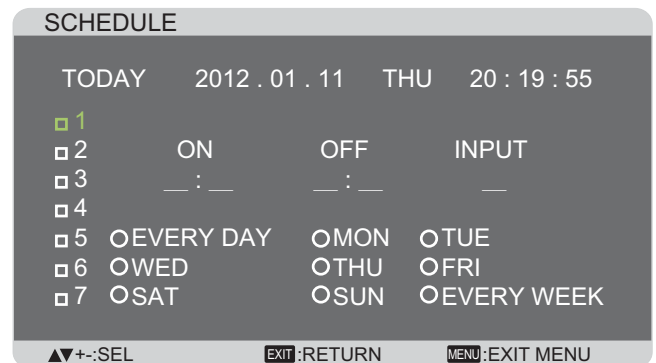 SCHEDULE
TODAY 2012 . 01 . 11 THU 20 : 19 : 55
1
2 ON OFF INPUT
3 __ : __ __ : __ __
4
5 EVERY DAY MON TUE
6 WED THU FRI
7 SAT SUN EVERY WEEK
▲▼+-:SEL EXIT:RETURN MENU:EXIT MENU